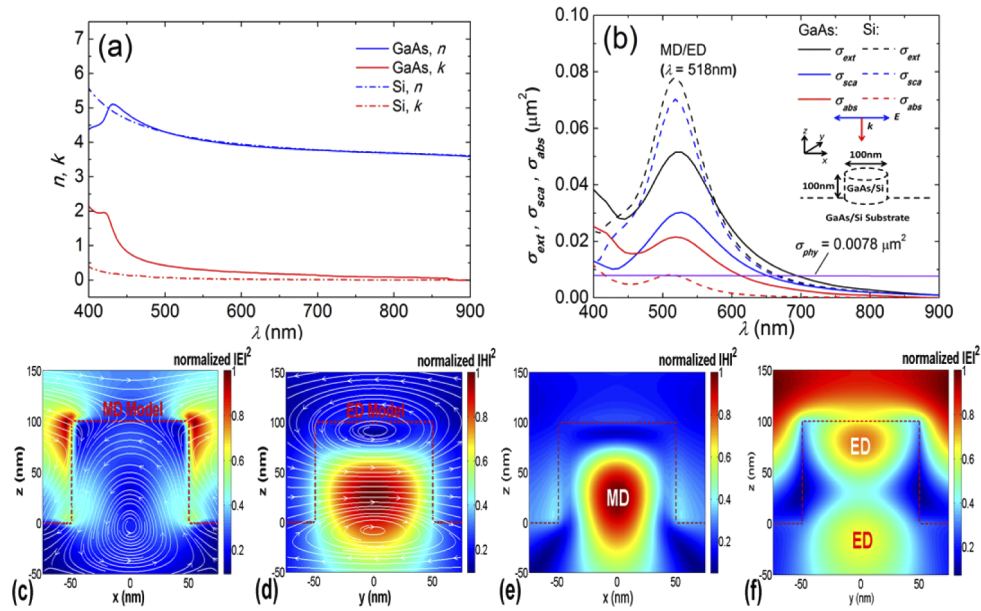 (a)
GaAs, n
GaAs, k
Si, n
Si, k
n, k
7
6
5
4
3
2
1
0
400 500 600 700 800 900
λ (nm)
(b)
MD/ED
(λ = 518nm)
GaAs: Si:
σext σext
σsca σsca
σabs σabs
E
k
z y x
100nm
100nm
GaAs/Si
GaAs/Si Substrate
σphy = 0.0078 μm²
σext , σsca , σabs (μm²)
0.10
0.08
0.06
0.04
0.02
0.00
400 500 600 700 800 900
λ (nm)
normalized |E|²
MD Model
z (nm)
150
100
50
0
-50
-50 0 50
x (nm)
1
0.8
0.6
0.4
0.2
(c)
normalized |H|²
ED Model
z (nm)
150
100
50
0
-50
-50 0 50
y (nm)
1
0.8
0.6
0.4
0.2
(d)
normalized |H|²
MD
z (nm)
150
100
50
0
-50
-50 0 50
x (nm)
1
0.8
0.6
0.4
0.2
(e)
normalized |E|²
ED
ED
z (nm)
150
100
50
0
-50
-50 0 50
y (nm)
1
0.8
0.6
0.4
0.2
(f)